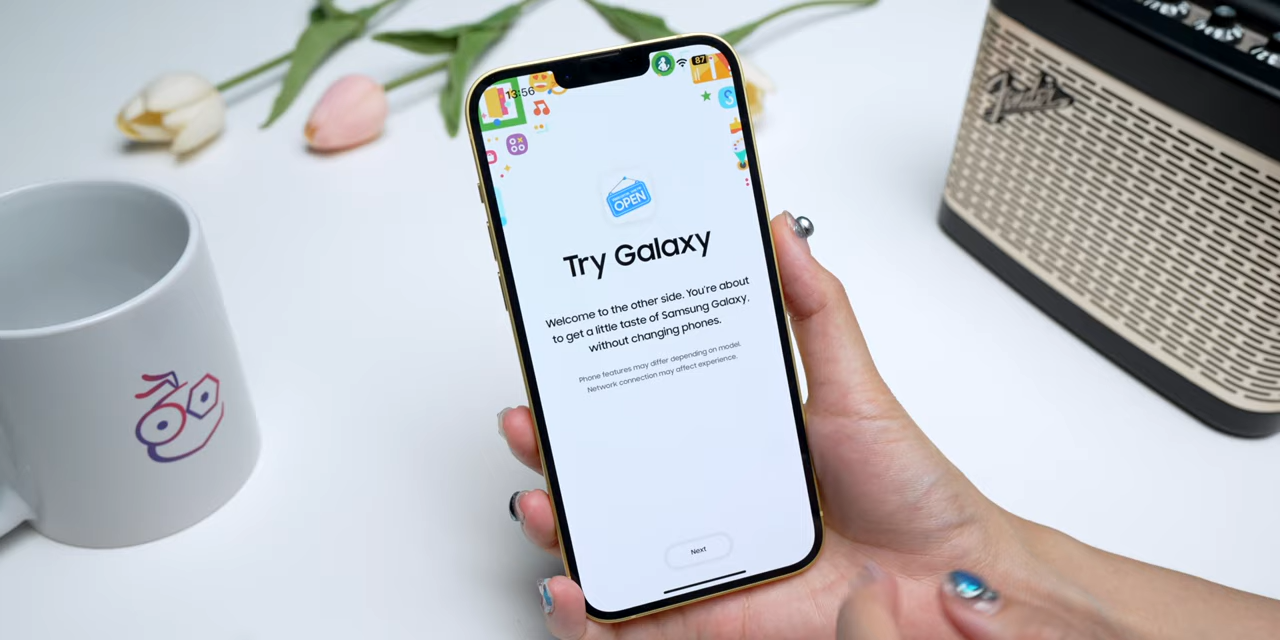 13:56
87
OPEN
Try Galaxy
Welcome to the other side. You're about
to get a little taste of Samsung Galaxy,
without changing phones.
Phone features may differ depending on model.
Network connection may affect experience.
Next
Fender